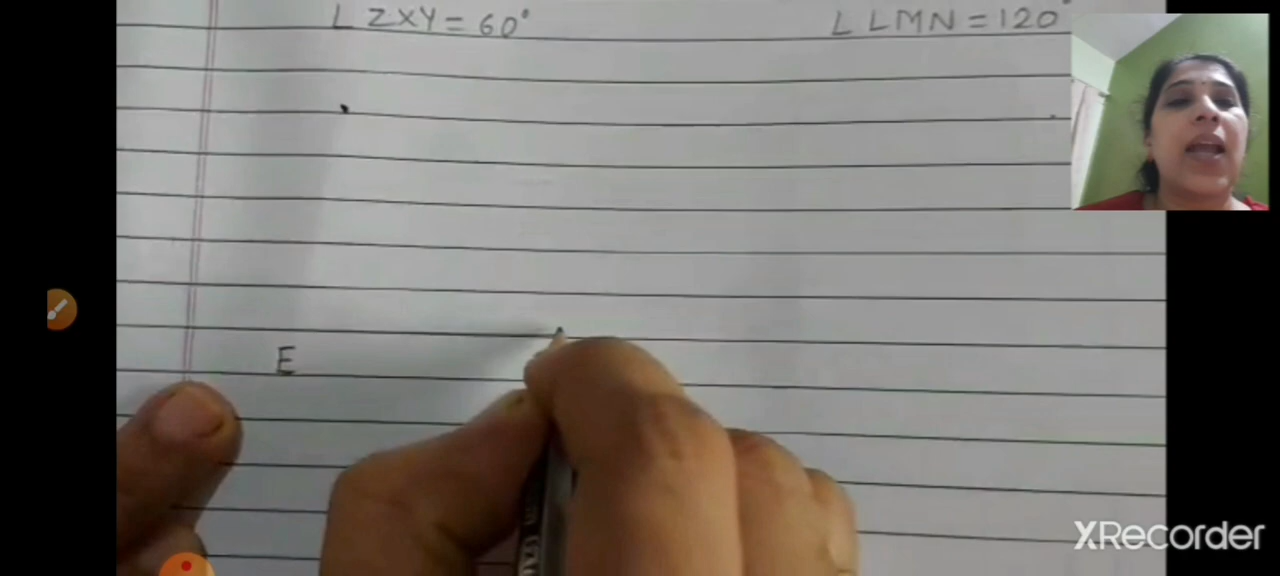 ∠ ZXY = 60° ∠ LMN = 120°
E
XRecorder